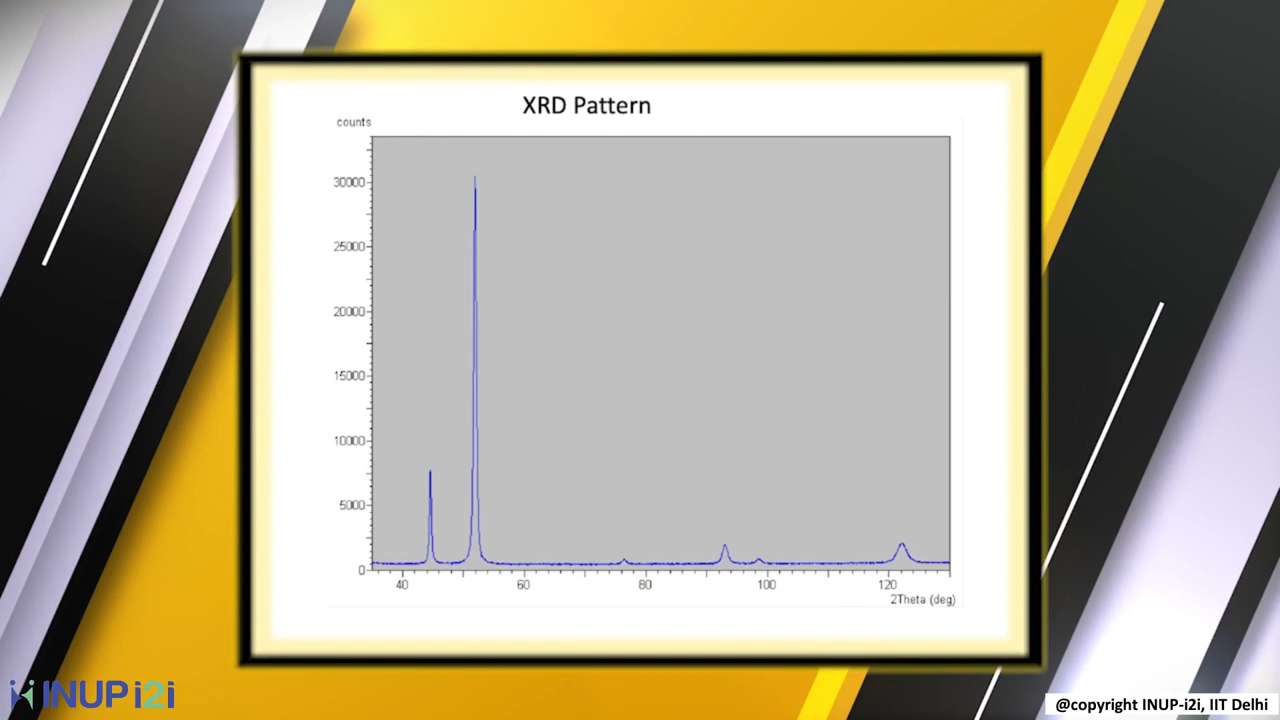 XRD Pattern
counts
30000
25000
20000
15000
10000
5000
0
40 60 80 100 120
2Theta (deg)
INUP i2i
@copyright INUP-i2i, IIT Delhi